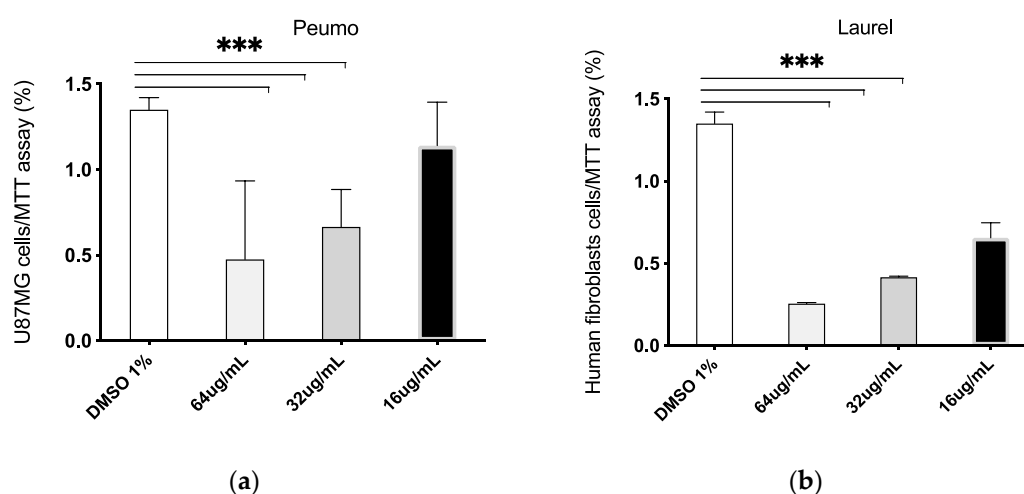 Peumo
***
U87MG cells/MTT assay (%)
1.5
1.0
0.5
0.0
DMSO 1%
64ug/mL
32ug/mL
16ug/mL
(a)
Laurel
***
Human fibroblasts cells/MTT assay (%)
1.5
1.0
0.5
0.0
DMSO 1%
64ug/mL
32ug/mL
16ug/mL
(b)